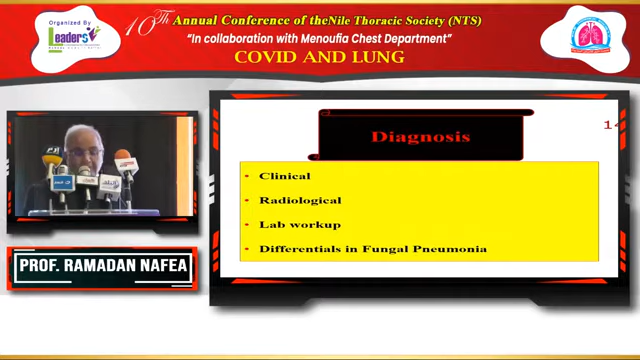 Organized By
Leaders
10Th Annual Conference of theNile Thoracic Society (NTS)
"In collaboration with Menoufia Chest Department"
COVID AND LUNG
14
Diagnosis
• Clinical
• Radiological
• Lab workup
• Differentials in Fungal Pneumonia
PROF. RAMADAN NAFEA